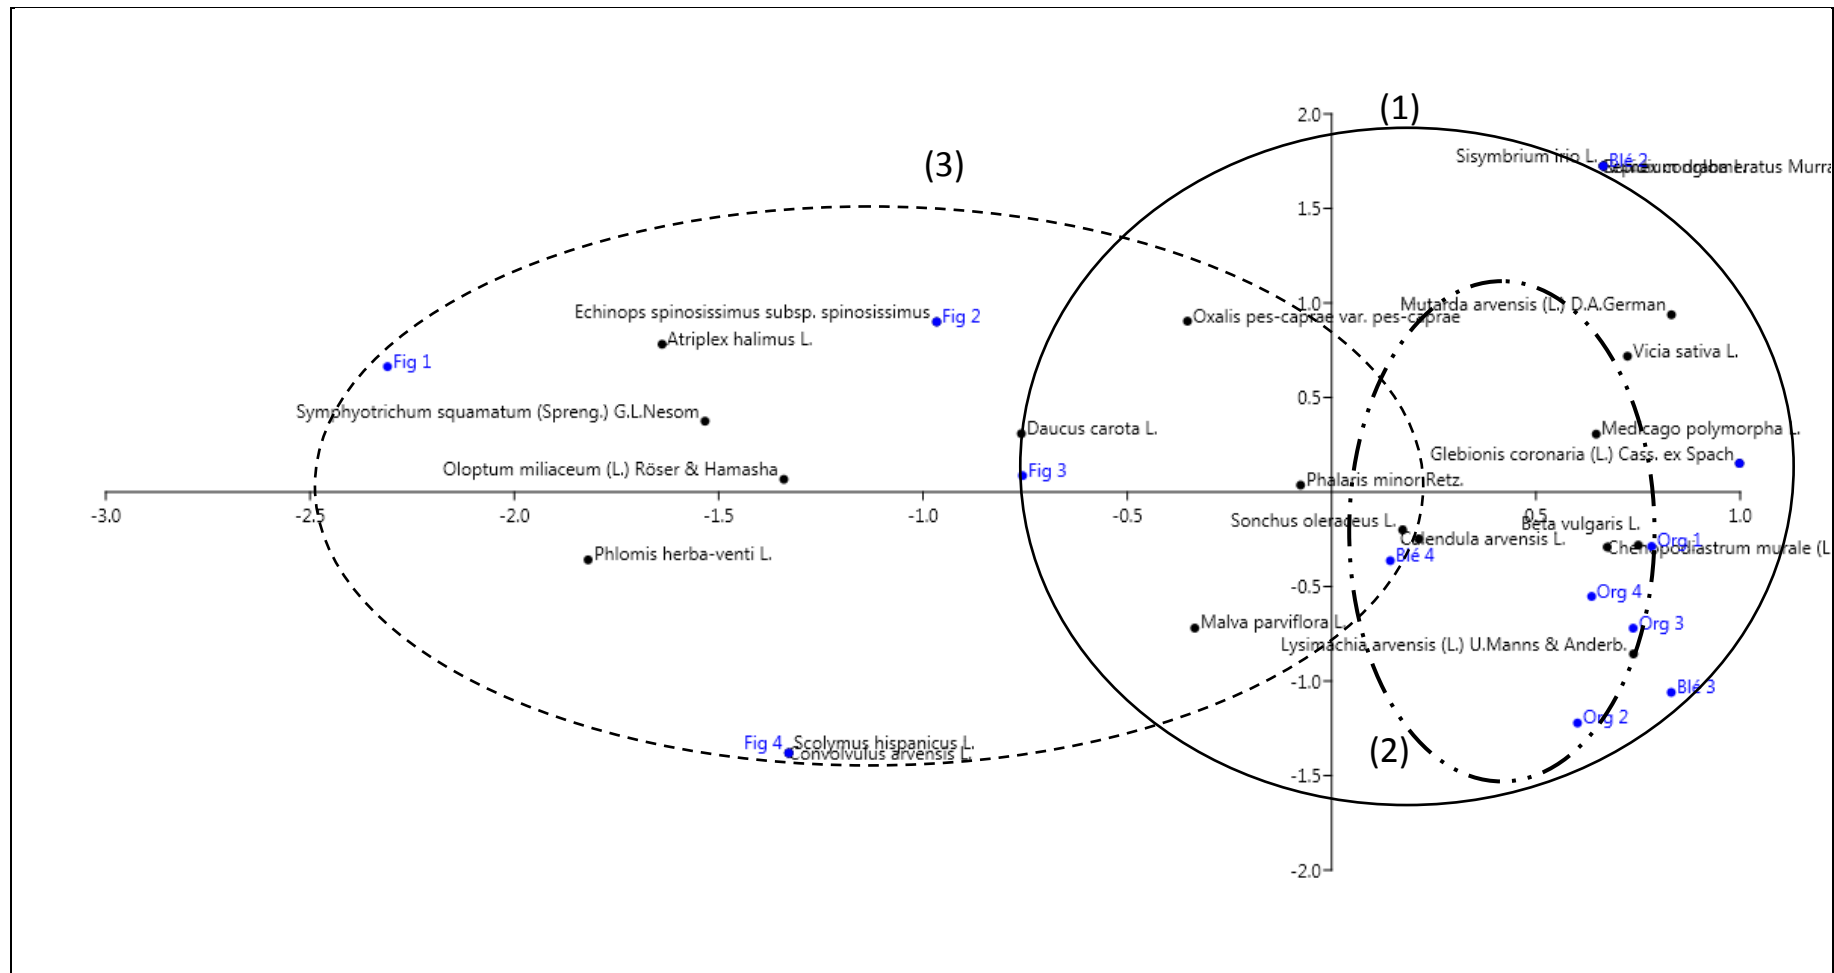 (1)
2.0
(3)
Sisymbrium irio L.
Blé 2
1.5
Echinops spinosissimus subsp. spinosissimus
Fig 2
Atriplex halimus L.
Fig 1
1.0
Mutarda arvensis (L.) D.A.German
Oxalis pes-caprae var. pes-caprae
Vicia sativa L.
0.5
Symphyotrichum squamatum (Spreng.) G.L.Nesom
Daucus carota L.
Medicago polymorpha L.
Glebionis coronaria (L.) Cass. ex Spach
Oloptum miliaceum (L.) Röser & Hamasha
Fig 3
Phalaris minor Retz.
-3.0
-2.5
-2.0
-1.5
-1.0
-0.5
0.5
1.0
Sonchus oleraceus L.
Beta vulgaris L.
Calendula arvensis L.
Org 1
Chenopodiastrum murale (L
Phlomis herba-venti L.
Blé 4
-0.5
Org 4
Malva parviflora L.
Org 3
Lysimachia arvensis (L.) U.Manns & Anderb.
-1.0
Blé 3
Org 2
Fig 4
Scolymus hispanicus L.
Convolvulus arvensis L.
(2)
-1.5
-2.0